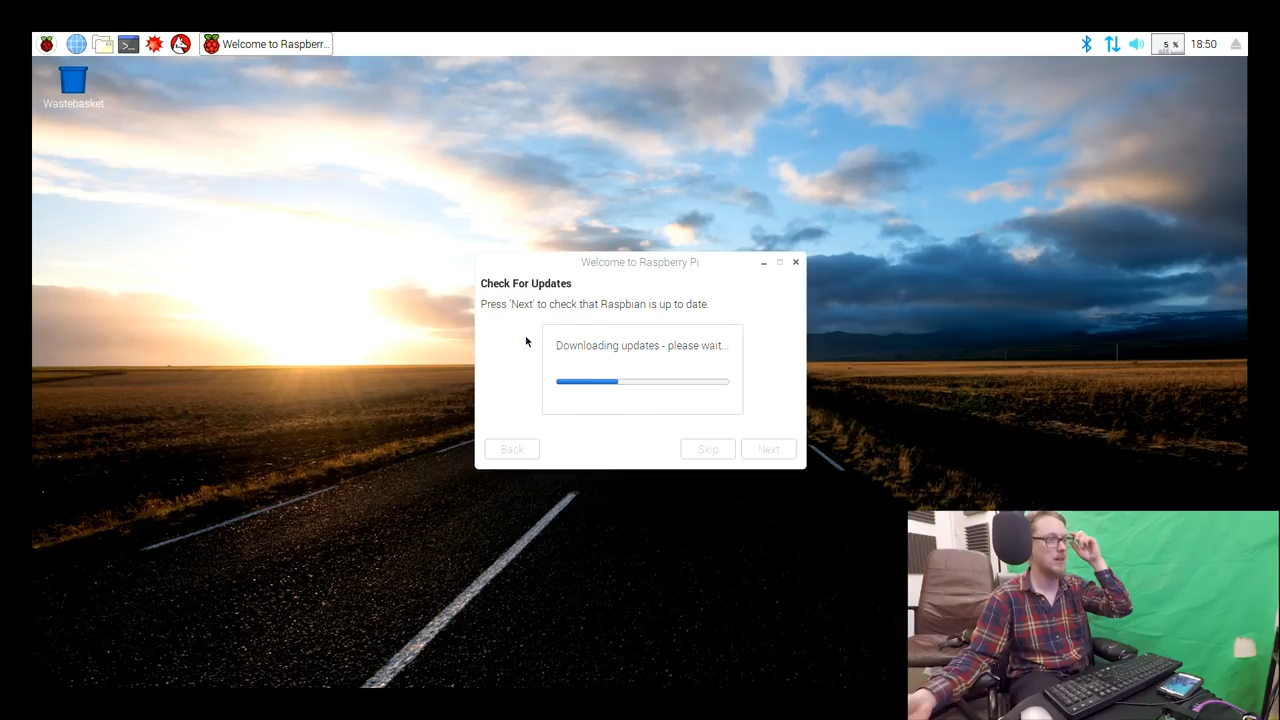 Welcome to Raspberr...
5 %
18:50
Wastebasket
Welcome to Raspberry Pi
Check For Updates
Press 'Next' to check that Raspbian is up to date.
Downloading updates - please wait...
Back
Skip
Next